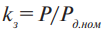 kз = P/Pд.ном